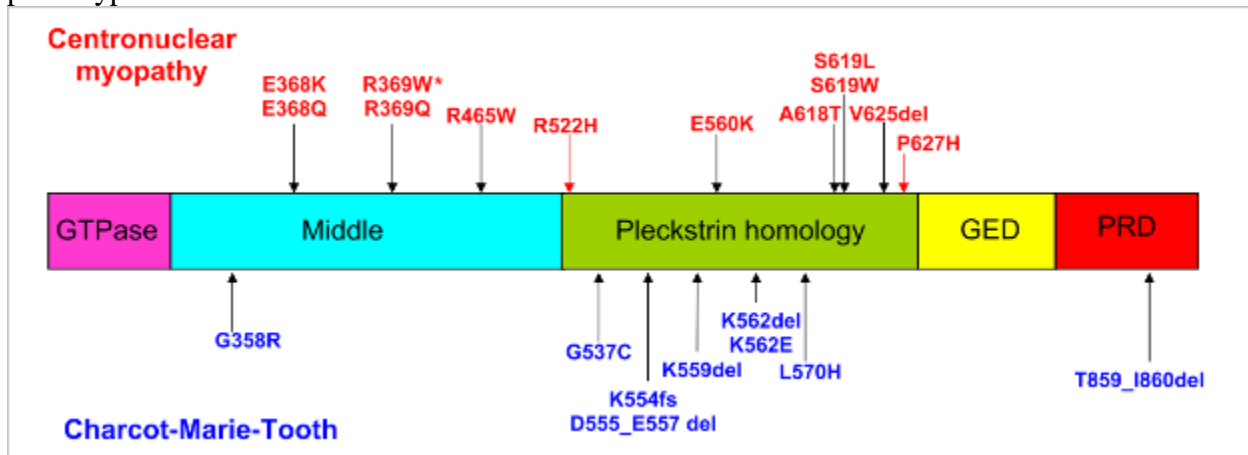 Centronuclear
myopathy
E368K
E368Q
R369W*
R369Q
R465W
R522H
E560K
S619L
S619W
A618T
V625del
P627H
GTPase
Middle
Pleckstrin homology
GED
PRD
G358R
G537C
K554fs
D555_E557 del
K559del
K562del
K562E
L570H
T859_I860del
Charcot-Marie-Tooth